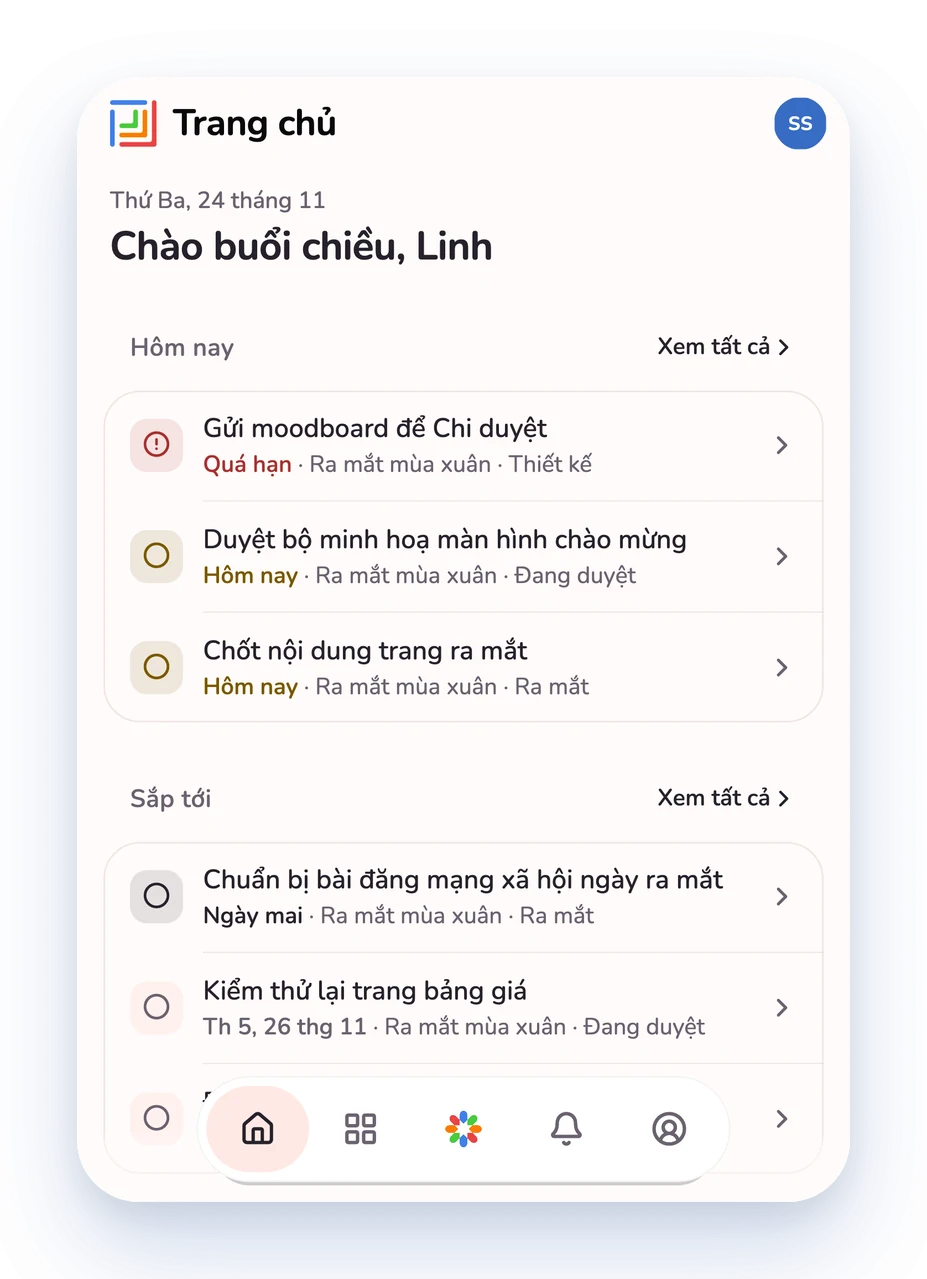 Trang chủ
SS
Thứ Ba, 24 tháng 11
Chào buổi chiều, Linh
Hôm nay
Xem tất cả
Gửi moodboard để Chi duyệt
Quá hạn · Ra mắt mùa xuân · Thiết kế
Duyệt bộ minh hoạ màn hình chào mừng
Hôm nay · Ra mắt mùa xuân · Đang duyệt
Chốt nội dung trang ra mắt
Hôm nay · Ra mắt mùa xuân · Ra mắt
Sắp tới
Xem tất cả
Chuẩn bị bài đăng mạng xã hội ngày ra mắt
Ngày mai · Ra mắt mùa xuân · Ra mắt
Kiểm thử lại trang bảng giá
Th 5, 26 thg 11 · Ra mắt mùa xuân · Đang duyệt